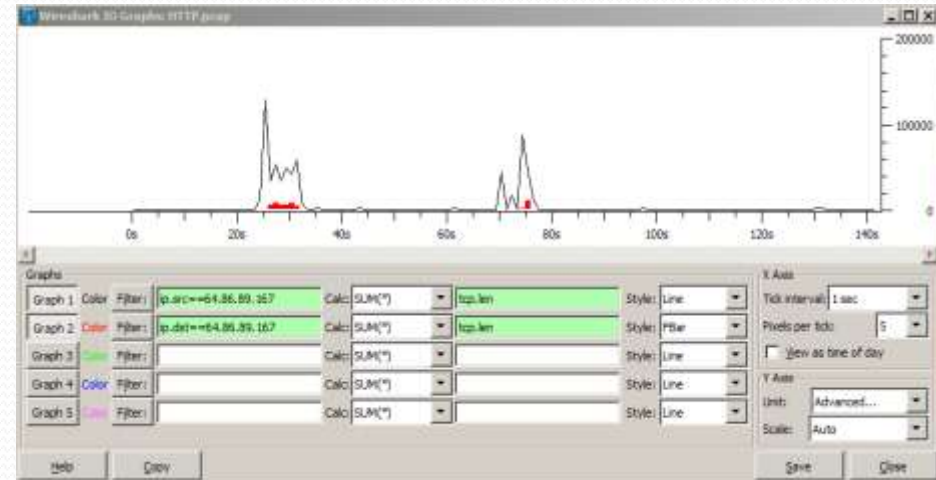 Wireshark IO Graphs: HTTP.pcap
200000
100000
0
0s 20s 40s 60s 80s 100s 120s 140s
Graphs
X Axis
Graph 1 Color Filter: ip.src==64.86.89.167 Calc: SUM(*) tcp.len Style: Line
Tick interval: 1 sec
Graph 2 Color Filter: ip.dst==64.86.89.167 Calc: SUM(*) tcp.len Style: FBar
Pixels per tick: 5
Graph 3 Color Filter: Calc: SUM(*) Style: Line
View as time of day
Graph 4 Color Filter: Calc: SUM(*) Style: Line
Y Axis
Unit: Advanced...
Graph 5 Color Filter: Calc: SUM(*) Style: Line
Scale: Auto
Help Copy Save Close